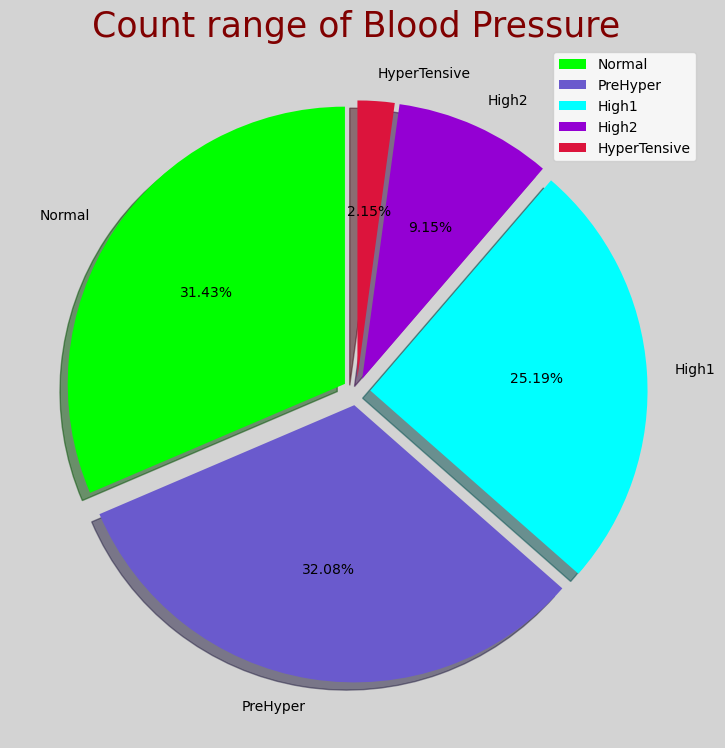 Count range of Blood Pressure
HyperTensive
High2
Normal
PreHyper
High1
High2
HyperTensive
Normal
2.15%
9.15%
31.43%
High1
25.19%
32.08%
PreHyper